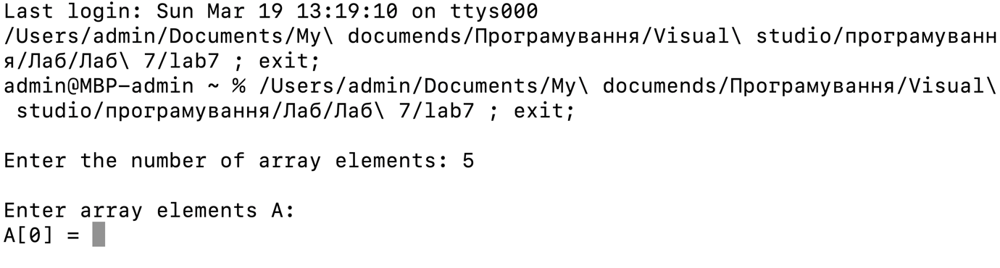 Last login: Sun Mar 19 13:19:10 on ttys000
/Users/admin/Documents/My\ documends/Програмування/Visual\ studio/програмуванн
я/Лаб/Лаб\ 7/lab7 ; exit;
admin@MBP-admin ~ % /Users/admin/Documents/My\ documends/Програмування/Visual\
 studio/програмування/Лаб/Лаб\ 7/lab7 ; exit;
Enter the number of array elements: 5
Enter array elements A:
A[0] =